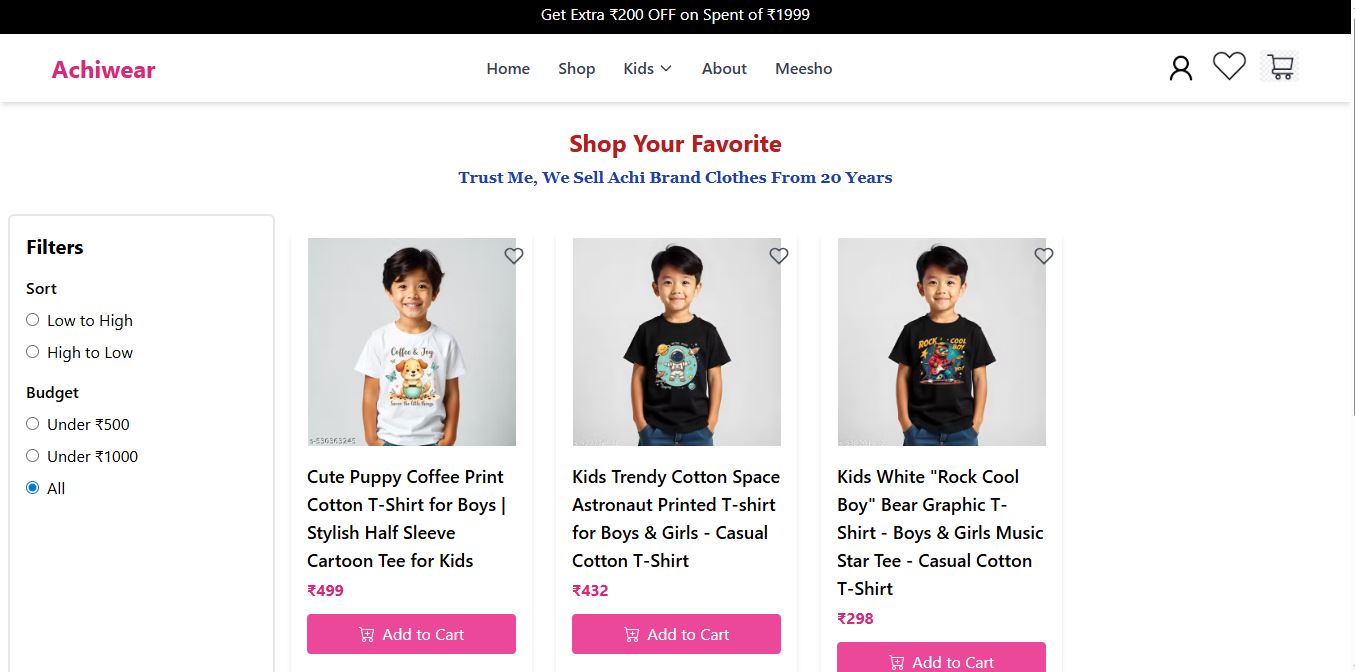 Get Extra ₹200 OFF on Spent of ₹1999
Achiwear
Home
Shop
Kids
About
Meesho
Shop Your Favorite
Trust Me, We Sell Achi Brand Clothes From 20 Years
Filters
Sort
Low to High
High to Low
Budget
Under ₹500
Under ₹1000
All
Coffee & Joy
s-530363245
Cute Puppy Coffee Print
Cotton T-Shirt for Boys |
Stylish Half Sleeve
Cartoon Tee for Kids
₹499
Add to Cart
Kids Trendy Cotton Space
Astronaut Printed T-shirt
for Boys & Girls - Casual
Cotton T-Shirt
₹432
Add to Cart
ROCK COOL
BOY
Kids White "Rock Cool
Boy" Bear Graphic T-
Shirt - Boys & Girls Music
Star Tee - Casual Cotton
T-Shirt
₹298
Add to Cart